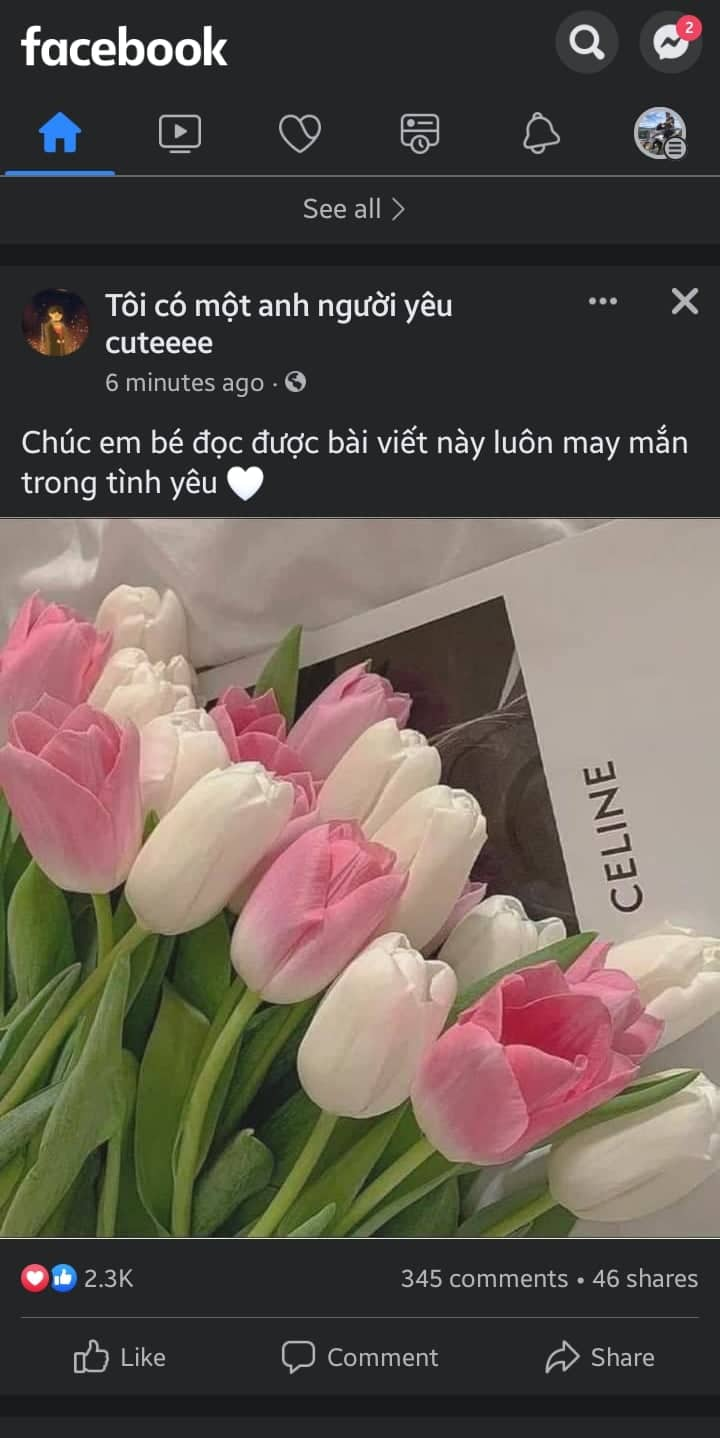 facebook
2
See all
Tôi có một anh người yêu
cuteeee
6 minutes ago ·
Chúc em bé đọc được bài viết này luôn may mắn
trong tình yêu 🤍
CELINE
2.3K
345 comments • 46 shares
Like
Comment
Share